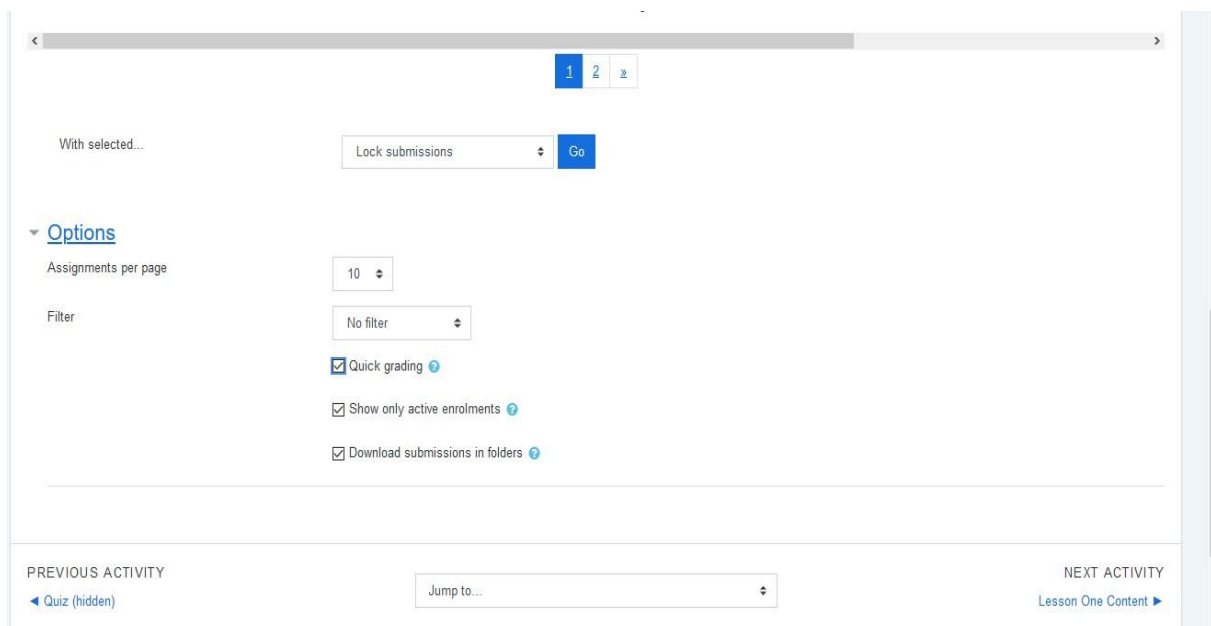 1 2 »
With selected... Lock submissions Go
Options
Assignments per page 10
Filter No filter
Quick grading
Show only active enrolments
Download submissions in folders
PREVIOUS ACTIVITY NEXT ACTIVITY
Jump to...
◄ Quiz (hidden) Lesson One Content ►